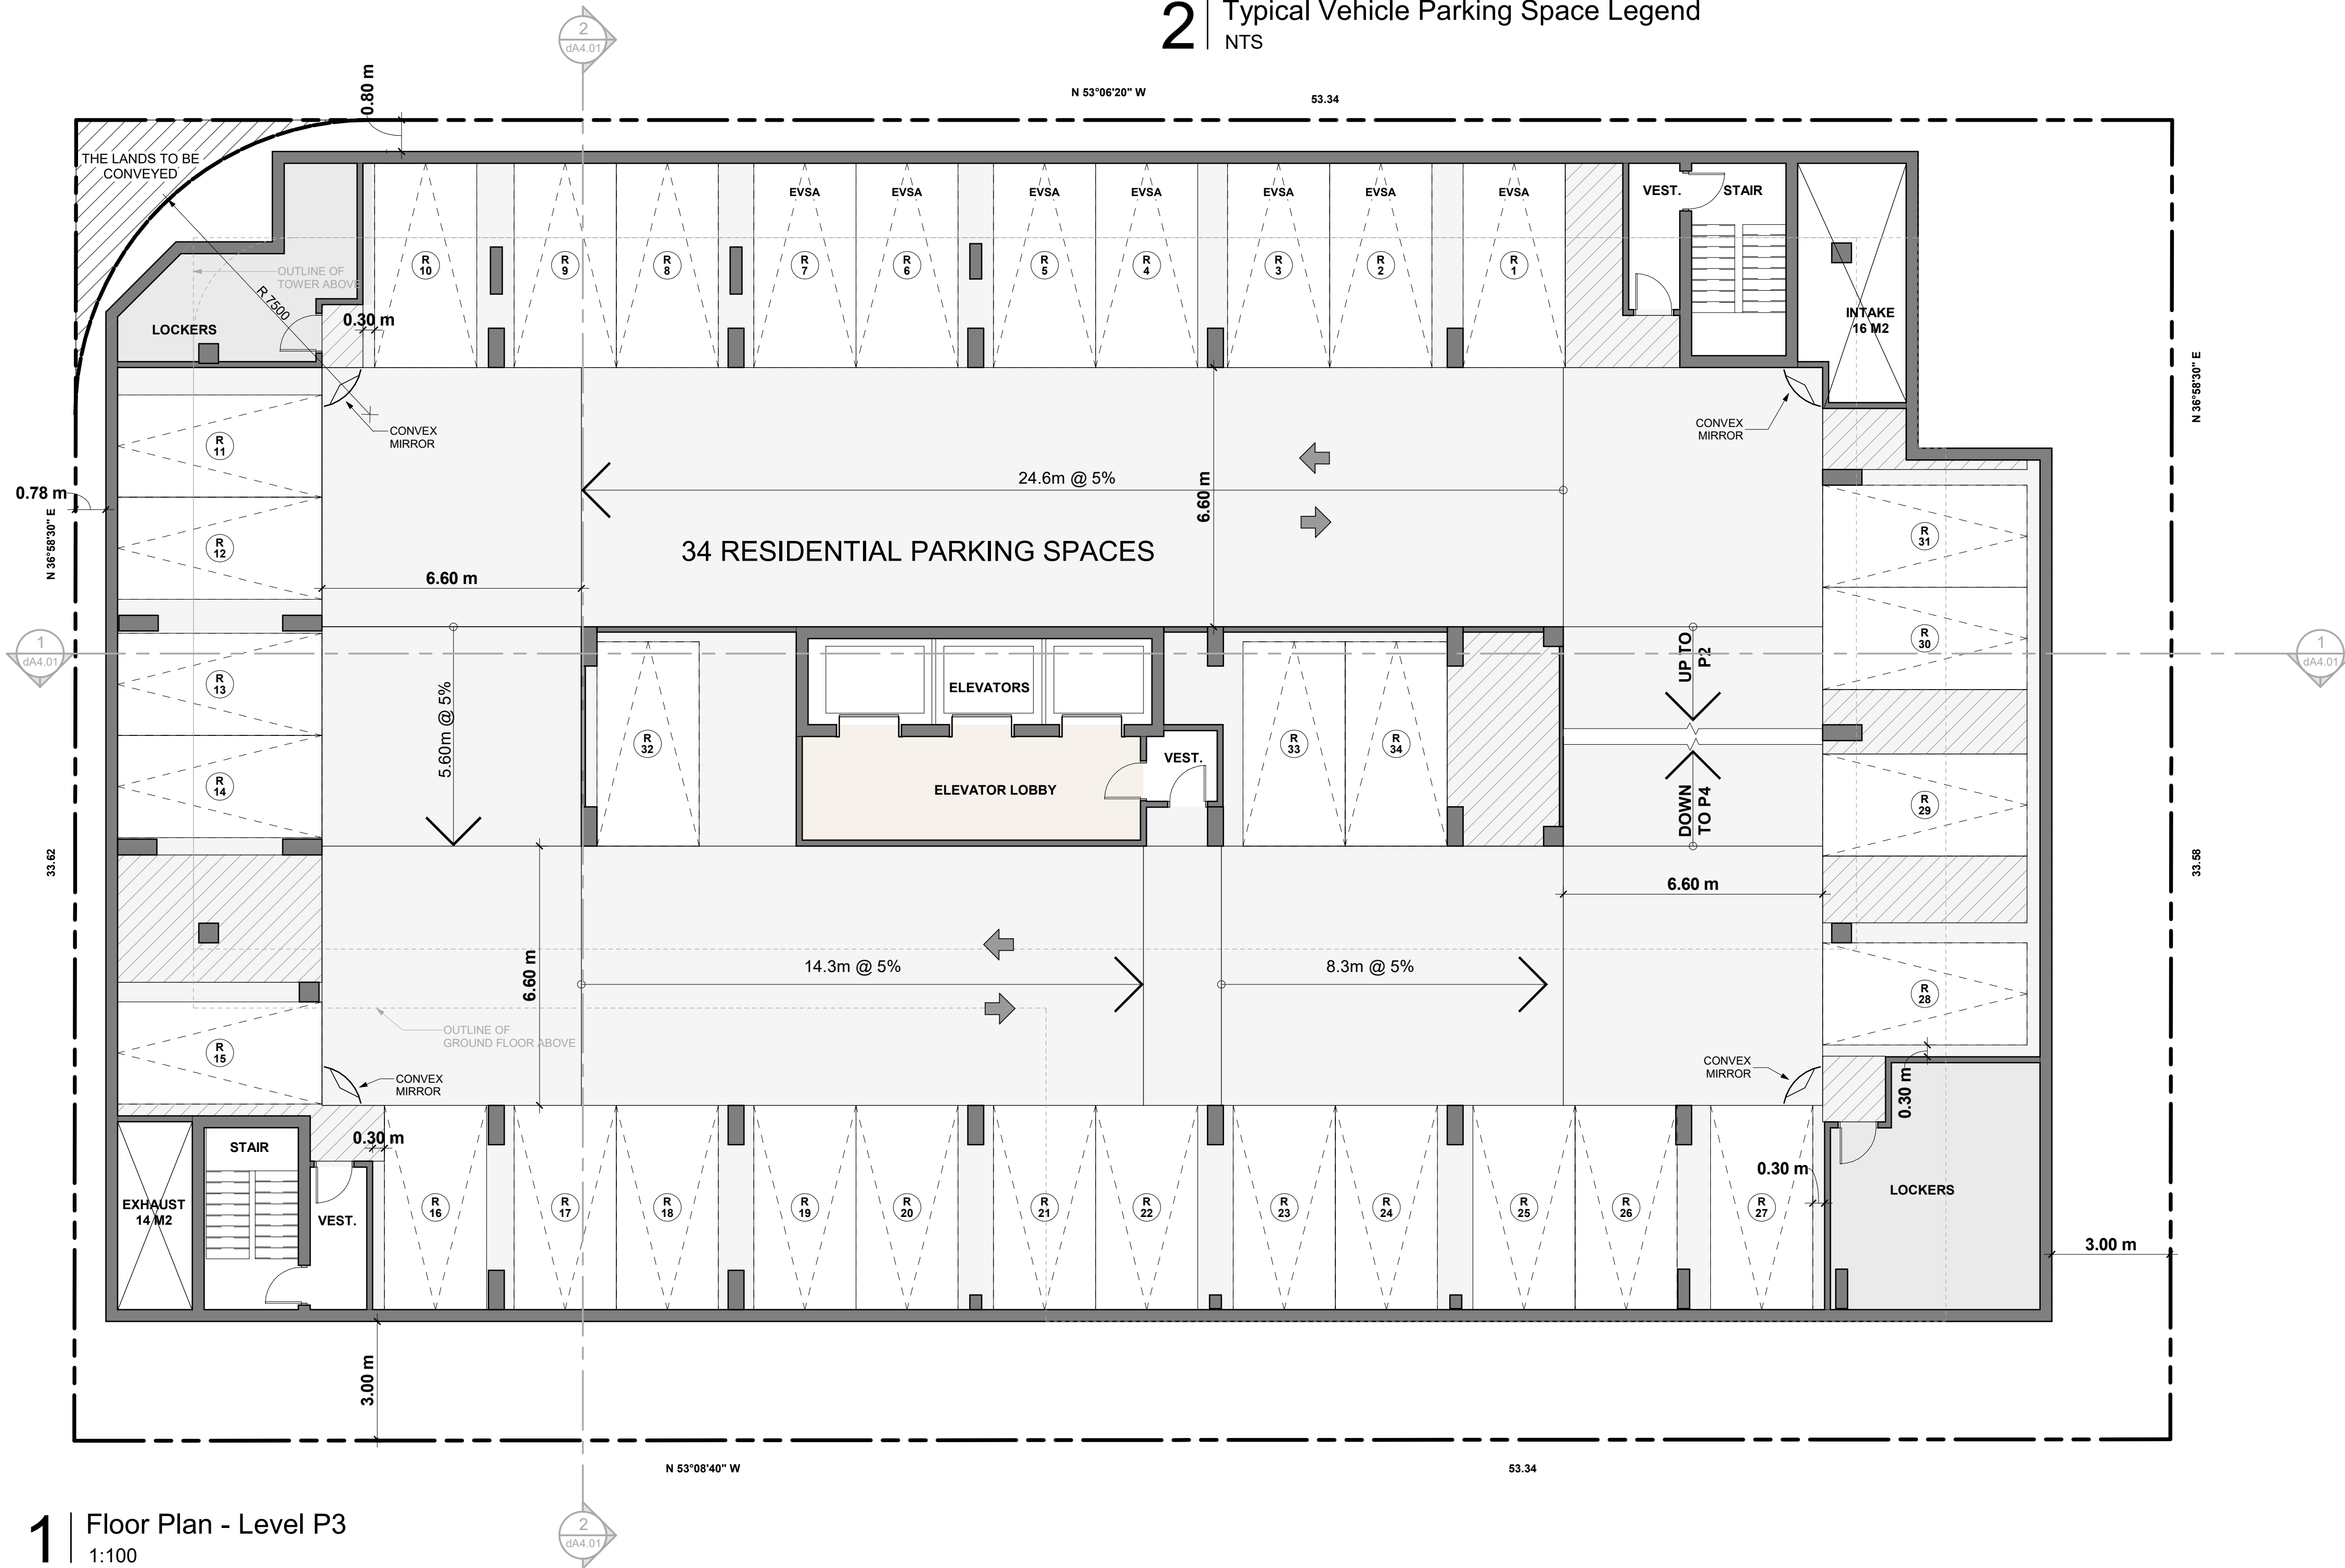 2
Typical Vehicle Parking Space Legend
NTS
2
dA4.01
0.80 m
N 53°06'20" W
53.34
THE LANDS TO BE
CONVEYED
EVSA
EVSA
EVSA
EVSA
EVSA
EVSA
EVSA
VEST.
STAIR
R
10
R
9
R
8
R
7
R
6
R
5
R
4
R
3
R
2
R
1
OUTLINE OF
TOWER ABOVE
R 7500
LOCKERS
0.30 m
INTAKE
16 M2
N 36°58'30" E
CONVEX
MIRROR
CONVEX
MIRROR
R
11
24.6m @ 5%
6.60 m
0.78 m
N 36°58'30" E
R
12
34 RESIDENTIAL PARKING SPACES
R
31
6.60 m
1
dA4.01
R
30
UP TO
P2
1
dA4.01
R
13
5.60m @ 5%
ELEVATORS
R
32
R
33
R
34
VEST.
R
14
ELEVATOR LOBBY
DOWN
TO P4
R
29
33.62
33.58
6.60 m
6.60 m
14.3m @ 5%
8.3m @ 5%
R
28
OUTLINE OF
GROUND FLOOR ABOVE
R
15
CONVEX
MIRROR
CONVEX
MIRROR
0.30 m
STAIR
0.30 m
0.30 m
EXHAUST
14 M2
VEST.
R
16
R
17
R
18
R
19
R
20
R
21
R
22
R
23
R
24
R
25
R
26
R
27
LOCKERS
3.00 m
3.00 m
N 53°08'40" W
53.34
1
Floor Plan - Level P3
1:100
2
dA4.01